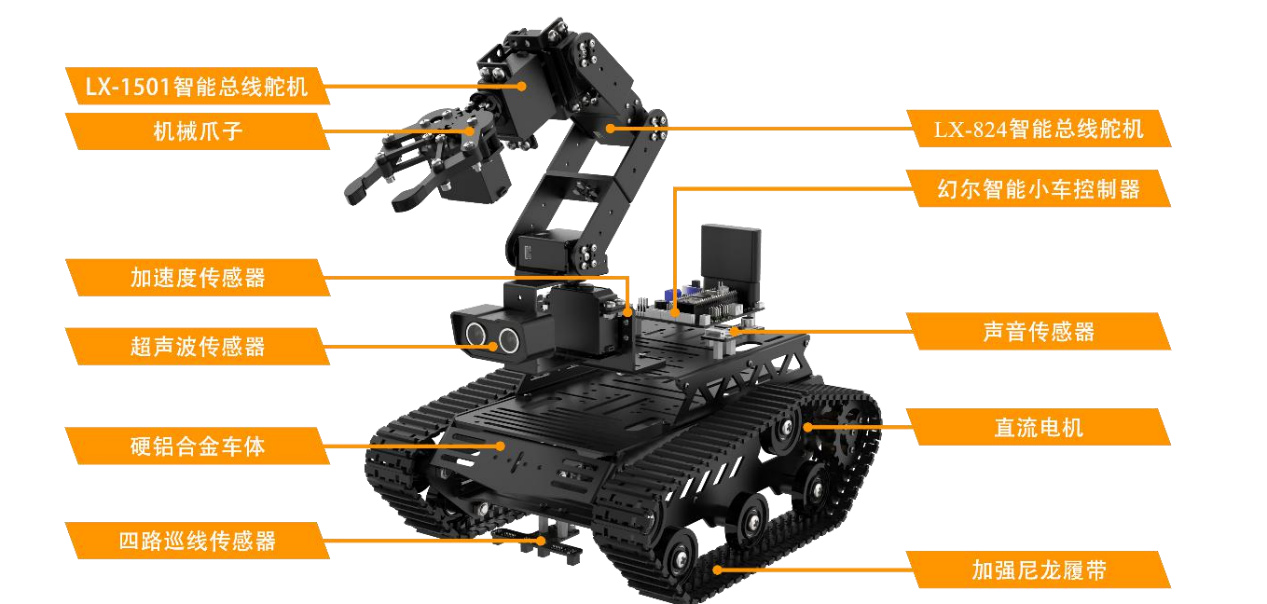 LX-1501智能总线舵机
机械爪子
加速度传感器
超声波传感器
硬铝合金车体
四路巡线传感器
LX-824智能总线舵机
幻尔智能小车控制器
声音传感器
直流电机
加强尼龙履带